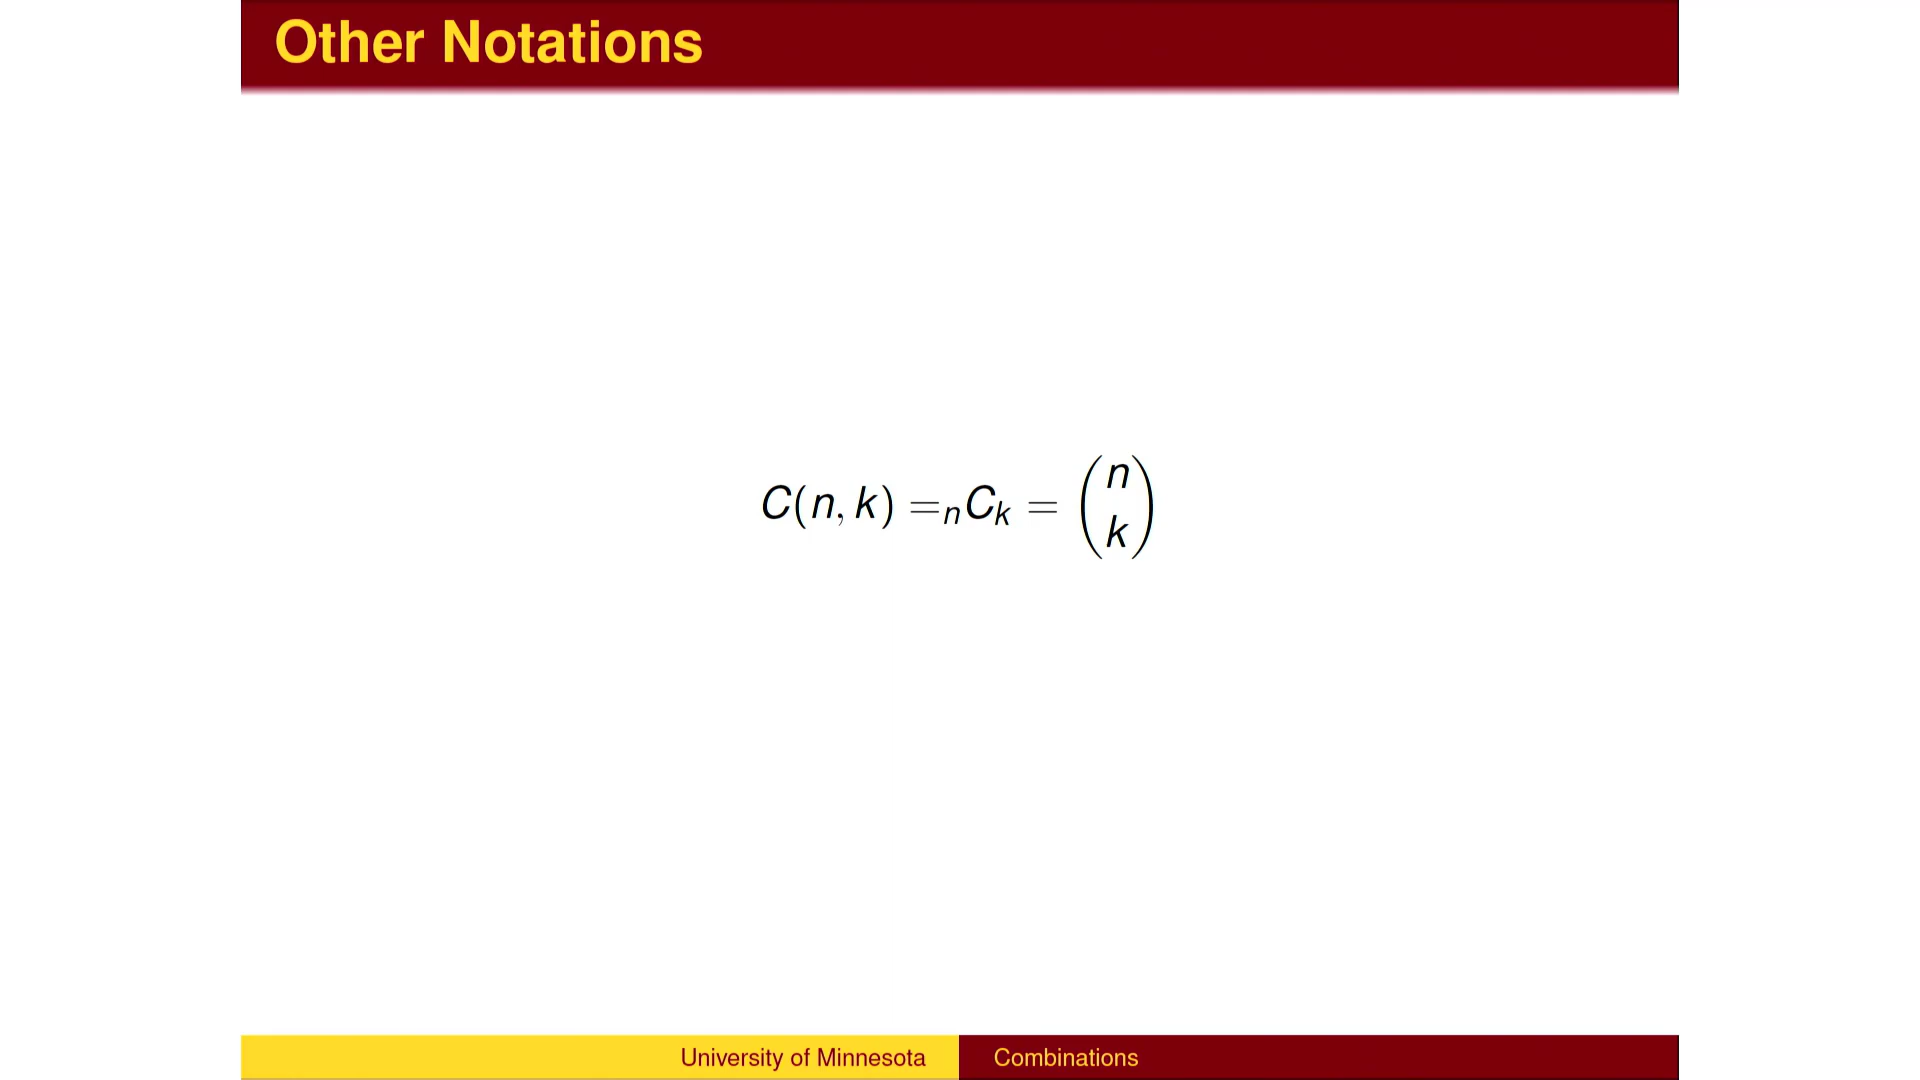 Other Notations
C(n, k) =ₙCₖ = (n k)
University of Minnesota Combinations